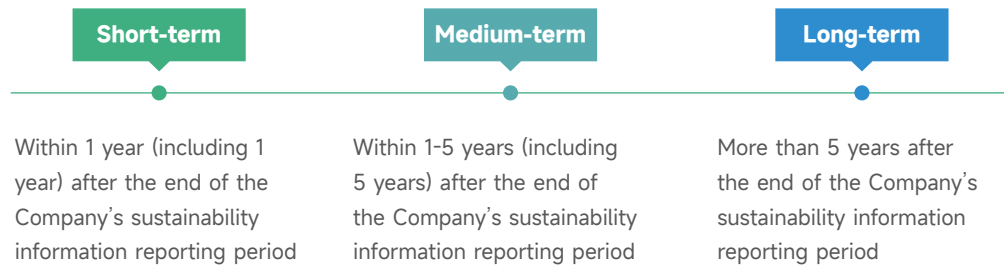 Short-term
Medium-term
Long-term
Within 1 year (including 1
year) after the end of the
Company's sustainability
information reporting period
Within 1-5 years (including
5 years) after the end of
the Company's sustainability
information reporting period
More than 5 years after
the end of the Company's
sustainability information
reporting period